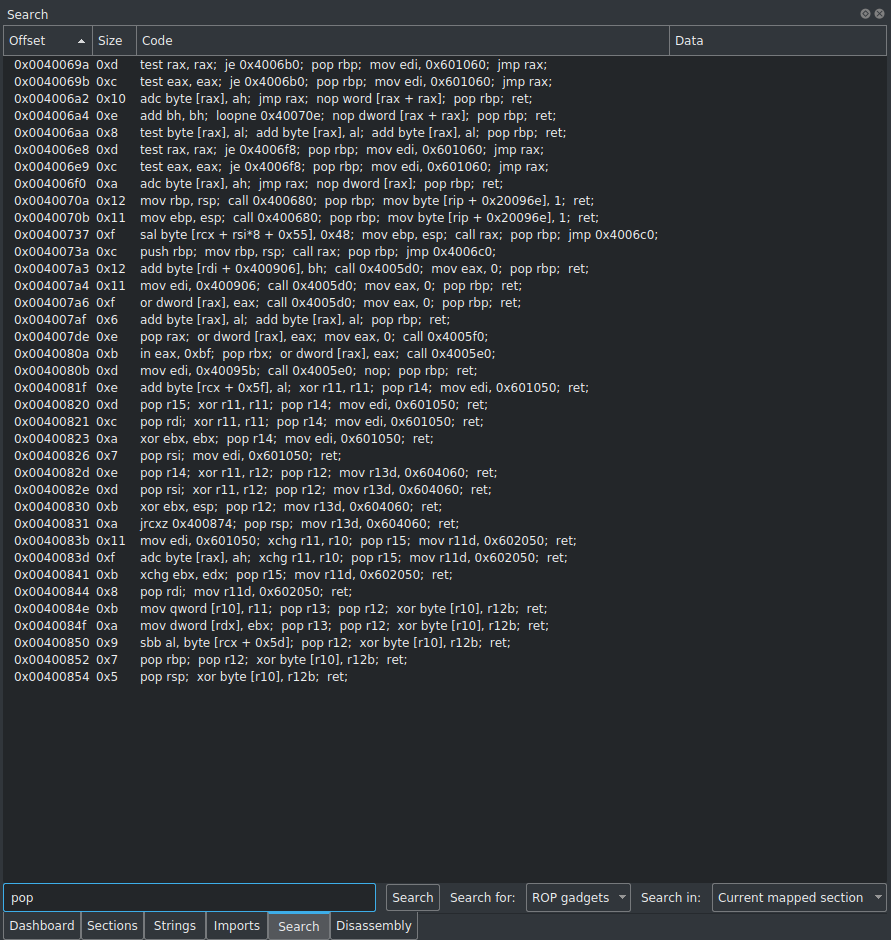 Search
Offset Size Code Data
0x0040069a 0xd test rax, rax; je 0x4006b0; pop rbp; mov edi, 0x601060; jmp rax;
0x0040069b 0xc test eax, eax; je 0x4006b0; pop rbp; mov edi, 0x601060; jmp rax;
0x004006a2 0x10 adc byte [rax], ah; jmp rax; nop word [rax + rax]; pop rbp; ret;
0x004006a4 0xe add bh, bh; loopne 0x40070e; nop dword [rax + rax]; pop rbp; ret;
0x004006aa 0x8 test byte [rax], al; add byte [rax], al; add byte [rax], al; pop rbp; ret;
0x004006e8 0xd test rax, rax; je 0x4006f8; pop rbp; mov edi, 0x601060; jmp rax;
0x004006e9 0xc test eax, eax; je 0x4006f8; pop rbp; mov edi, 0x601060; jmp rax;
0x004006f0 0xa adc byte [rax], ah; jmp rax; nop dword [rax]; pop rbp; ret;
0x0040070a 0x12 mov rbp, rsp; call 0x400680; pop rbp; mov byte [rip + 0x20096e], 1; ret;
0x0040070b 0x11 mov ebp, esp; call 0x400680; pop rbp; mov byte [rip + 0x20096e], 1; ret;
0x00400737 0xf sal byte [rcx + rsi*8 + 0x55], 0x48; mov ebp, esp; call rax; pop rbp; jmp 0x4006c0;
0x0040073a 0xc push rbp; mov rbp, rsp; call rax; pop rbp; jmp 0x4006c0;
0x004007a3 0x12 add byte [rdi + 0x400906], bh; call 0x4005d0; mov eax, 0; pop rbp; ret;
0x004007a4 0x11 mov edi, 0x400906; call 0x4005d0; mov eax, 0; pop rbp; ret;
0x004007a6 0xf or dword [rax], eax; call 0x4005d0; mov eax, 0; pop rbp; ret;
0x004007af 0x6 add byte [rax], al; add byte [rax], al; pop rbp; ret;
0x004007de 0xe pop rax; or dword [rax], eax; mov eax, 0; call 0x4005f0;
0x0040080a 0xb in eax, 0xbf; pop rbx; or dword [rax], eax; call 0x4005e0;
0x0040080b 0xd mov edi, 0x40095b; call 0x4005e0; nop; pop rbp; ret;
0x0040081f 0xe add byte [rcx + 0x5f], al; xor r11, r11; pop r14; mov edi, 0x601050; ret;
0x00400820 0xd pop r15; xor r11, r11; pop r14; mov edi, 0x601050; ret;
0x00400821 0xc pop rdi; xor r11, r11; pop r14; mov edi, 0x601050; ret;
0x00400823 0xa xor ebx, ebx; pop r14; mov edi, 0x601050; ret;
0x00400826 0x7 pop rsi; mov edi, 0x601050; ret;
0x0040082d 0xe pop r14; xor r11, r12; pop r12; mov r13d, 0x604060; ret;
0x0040082e 0xd pop rsi; xor r11, r12; pop r12; mov r13d, 0x604060; ret;
0x00400830 0xb xor ebx, esp; pop r12; mov r13d, 0x604060; ret;
0x00400831 0xa jrcxz 0x400874; pop rsp; mov r13d, 0x604060; ret;
0x0040083b 0x11 mov edi, 0x601050; xchg r11, r10; pop r15; mov r11d, 0x602050; ret;
0x0040083d 0xf adc byte [rax], ah; xchg r11, r10; pop r15; mov r11d, 0x602050; ret;
0x00400841 0xb xchg ebx, edx; pop r15; mov r11d, 0x602050; ret;
0x00400844 0x8 pop rdi; mov r11d, 0x602050; ret;
0x0040084e 0xb mov qword [r10], r11; pop r13; pop r12; xor byte [r10], r12b; ret;
0x0040084f 0xa mov dword [rdx], ebx; pop r13; pop r12; xor byte [r10], r12b; ret;
0x00400850 0x9 sbb al, byte [rcx + 0x5d]; pop r12; xor byte [r10], r12b; ret;
0x00400852 0x7 pop rbp; pop r12; xor byte [r10], r12b; ret;
0x00400854 0x5 pop rsp; xor byte [r10], r12b; ret;
pop Search Search for: ROP gadgets Search in: Current mapped section
Dashboard Sections Strings Imports Search Disassembly